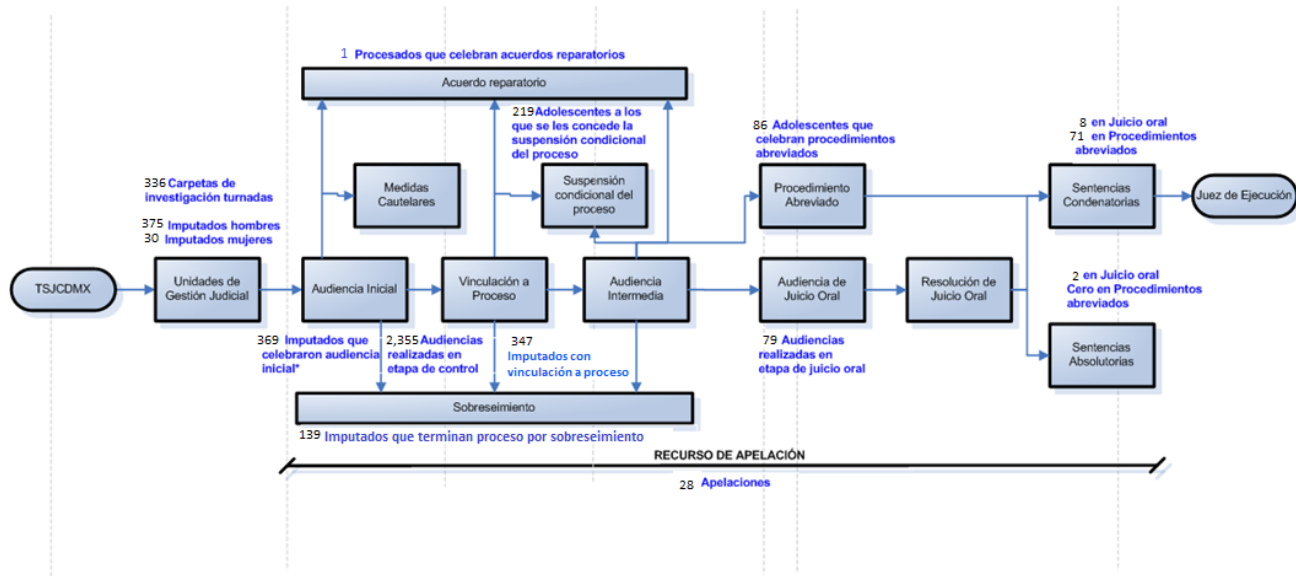 1 Procesados que celebran acuerdos reparatorios
Acuerdo reparatorio
219 Adolescentes a los
que se les concede la
suspensión condicional
del proceso
86 Adolescentes que
celebran procedimientos
abreviados
8 en Juicio oral
71 en Procedimientos
abreviados
336 Carpetas de
investigación turnadas
375 Imputados hombres
30 Imputados mujeres
Medidas
Cautelares
Suspensión
condicional del
proceso
Procedimiento
Abreviado
Sentencias
Condenatorias
Juez de Ejecución
TSJCDMX
Unidades de
Gestión Judicial
Audiencia Inicial
Vinculación a
Proceso
Audiencia
Intermedia
Audiencia de
Juicio Oral
Resolución de
Juicio Oral
2 en Juicio oral
Cero en Procedimientos
abreviados
Sentencias
Absolutorias
369 Imputados que
celebraron audiencia
inicial*
2,355 Audiencias
realizadas en
etapa de control
347
Imputados con
vinculación a proceso
79 Audiencias
realizadas en
etapa de juicio oral
Sobreseimiento
139 Imputados que terminan proceso por sobreseimiento
RECURSO DE APELACIÓN
28 Apelaciones